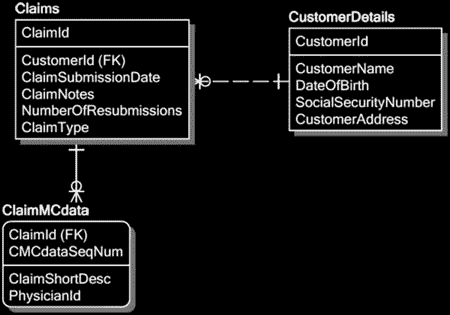 Claims
ClaimId
CustomerId (FK)
ClaimSubmissionDate
ClaimNotes
NumberOfResubmissions
ClaimType
CustomerDetails
CustomerId
CustomerName
DateOfBirth
SocialSecurityNumber
CustomerAddress
ClaimMCdata
ClaimId (FK)
CMCdataSeqNum
ClaimShortDesc
PhysicianId